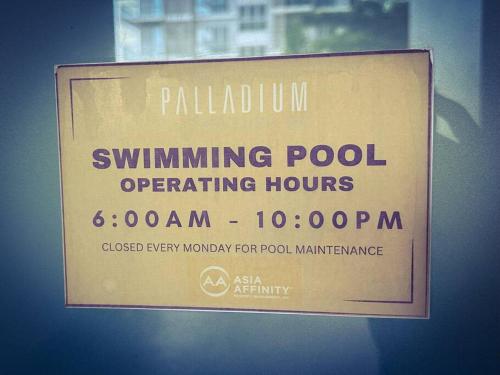 PALLADIUM
SWIMMING POOL
OPERATING HOURS
6:00AM - 10:00PM
CLOSED EVERY MONDAY FOR POOL MAINTENANCE
AA ASIA
AFFINITY